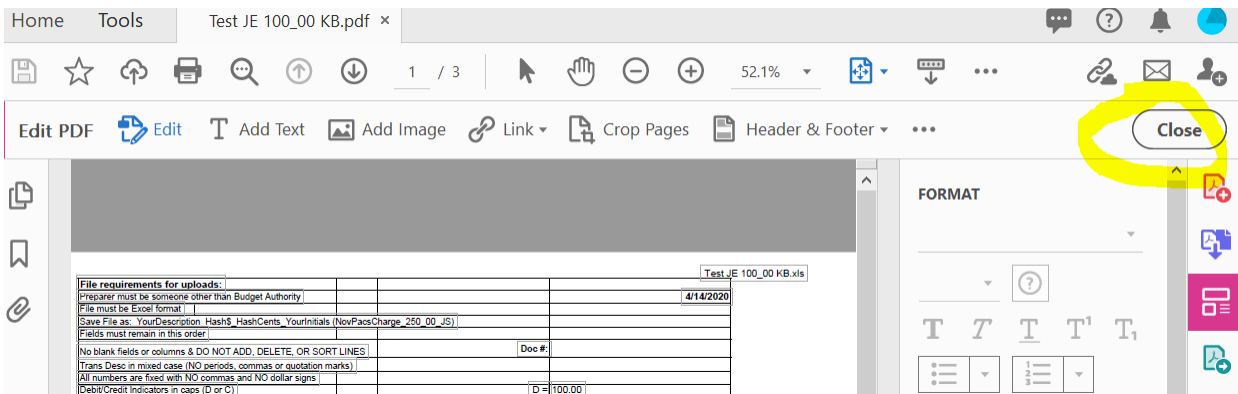 Home Tools Test JE 100_00 KB.pdf ×
1 / 3 52.1%
Edit PDF Edit Add Text Add Image Link Crop Pages Header & Footer Close
FORMAT
Test JE 100_00 KB.xls
File requirements for uploads:
Preparer must be someone other than Budget Authority 4/14/2020
File must be Excel format
Save File as: YourDescription_Hash$_HashCents_YourInitials (NovPacsCharge_250_00_JS)
Fields must remain in this order
No blank fields or columns & DO NOT ADD, DELETE, OR SORT LINES Doc #:
Trans Desc in mixed case (NO periods, commas or quotation marks)
All numbers are fixed with NO commas and NO dollar signs
Debit/Credit Indicators in caps (D or C) D = 100.00
T T T T¹ T₁